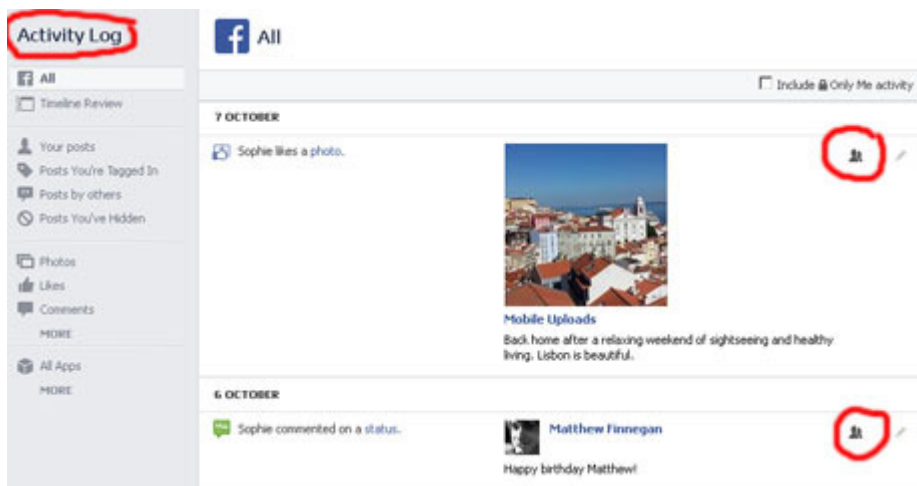 Activity Log
All
Timeline Review
Your posts
Posts You're Tagged In
Posts by others
Posts You've Hidden
Photos
Likes
Comments
MORE
All Apps
MORE
All
Include Only Me activity
7 OCTOBER
Sophie likes a photo.
Mobile Uploads
Back home after a relaxing weekend of sightseeing and healthy
living. Lisbon is beautiful.
6 OCTOBER
Sophie commented on a status.
Matthew Finnegan
Happy birthday Matthew!